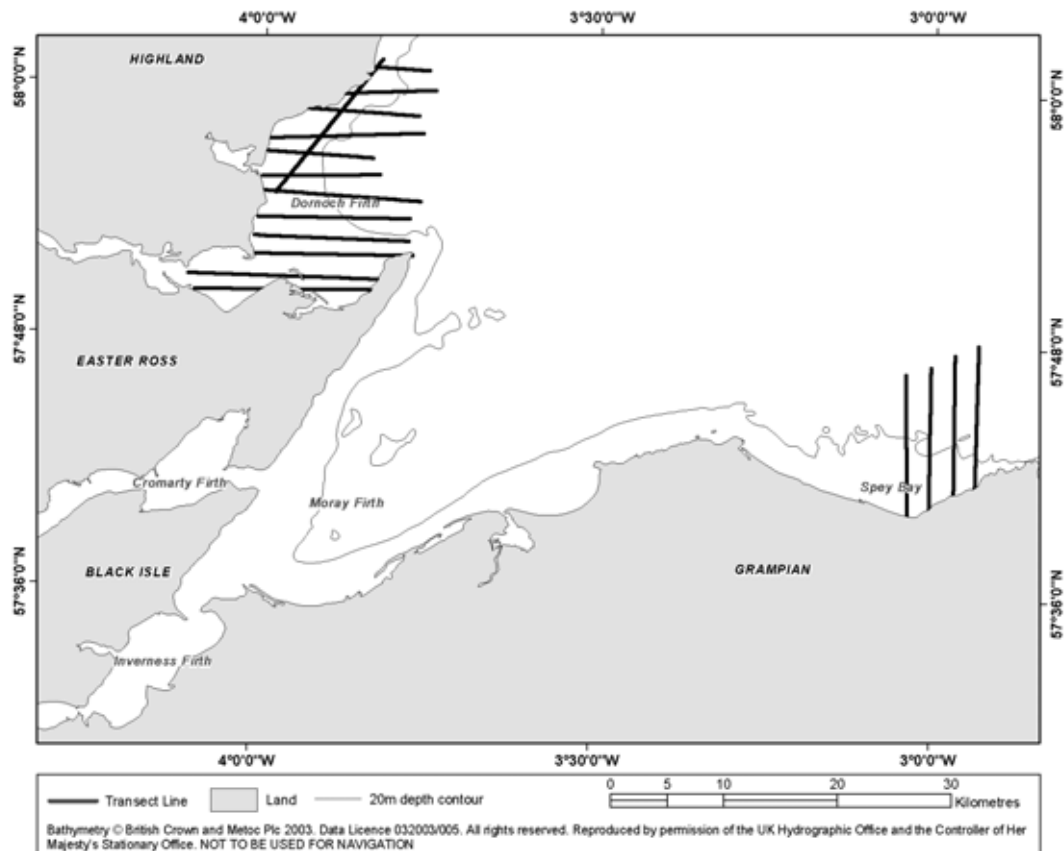 4°0'0"W 3°30'0"W 3°0'0"W
HIGHLAND
58°0'0"N
58°0'0"N
Dornoch Firth
57°48'0"N
57°48'0"N
EASTER ROSS
Cromarty Firth
Moray Firth
Spey Bay
BLACK ISLE
GRAMPIAN
57°36'0"N
57°36'0"N
Inverness Firth
4°0'0"W 3°30'0"W 3°0'0"W
0 5 10 20 30
Transect Line Land 20m depth contour Kilometres
Bathymetry © British Crown and Metoc Plc 2003. Data Licence 032003/005. All rights reserved. Reproduced by permission of the UK Hydrographic Office and the Controller of Her
Majesty's Stationary Office. NOT TO BE USED FOR NAVIGATION